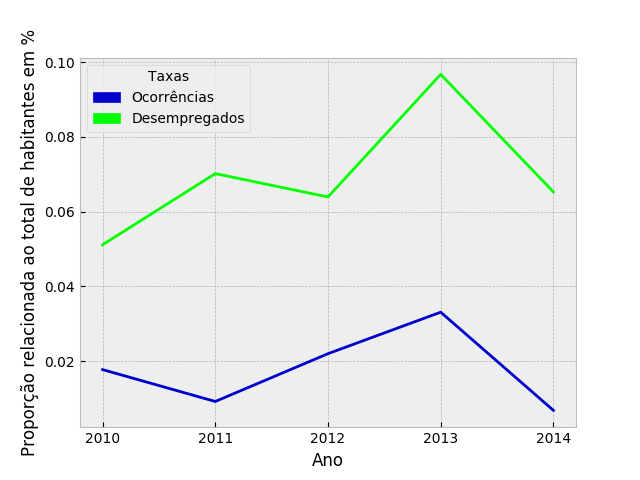 Proporção relacionada ao total de habitantes em %
0.10
0.08
0.06
0.04
0.02
Taxas
Ocorrências
Desempregados
2010 2011 2012 2013 2014
Ano